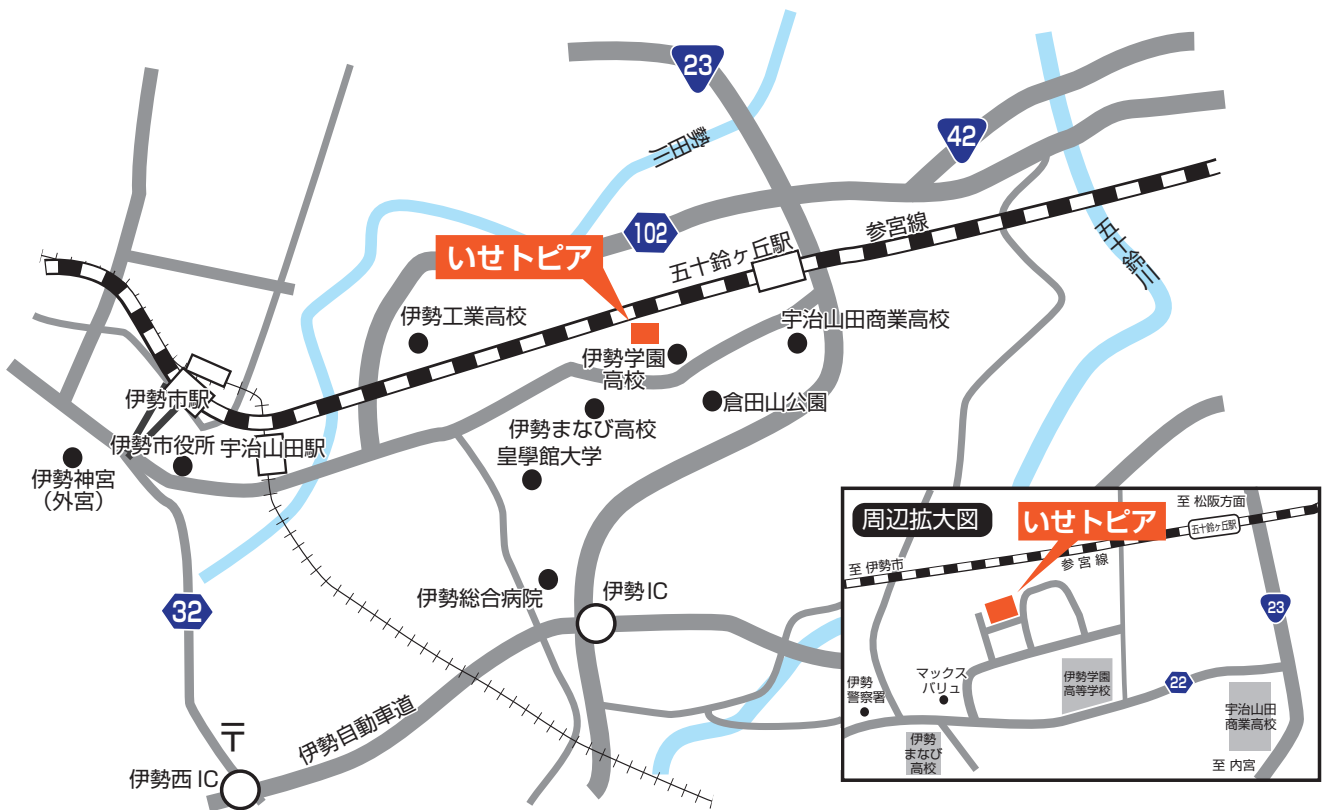 23
42
勢田川
102
五十鈴川
参宮線
五十鈴ヶ丘駅
いせトピア
伊勢工業高校
宇治山田商業高校
伊勢学園
高校
伊勢市駅
倉田山公園
伊勢まなび高校
伊勢市役所
宇治山田駅
皇學館大学
伊勢神宮
（外宮）
伊勢総合病院
伊勢IC
32
伊勢自動車道
〒
伊勢西IC
周辺拡大図
至 松阪方面
いせトピア
五十鈴ヶ丘駅
至 伊勢市
参宮線
23
マックス
バリュ
伊勢
警察署
伊勢学園
高等学校
22
宇治山田
商業高校
伊勢
まなび
高校
至 内宮